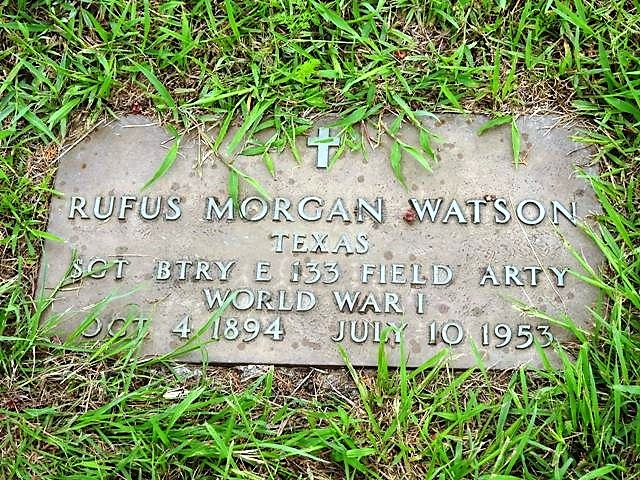 RUFUS MORGAN WATSON
TEXAS
SGT BTRY E 133 FIELD ARTY
WORLD WAR I
OCT 4 1894 JULY 10 1953